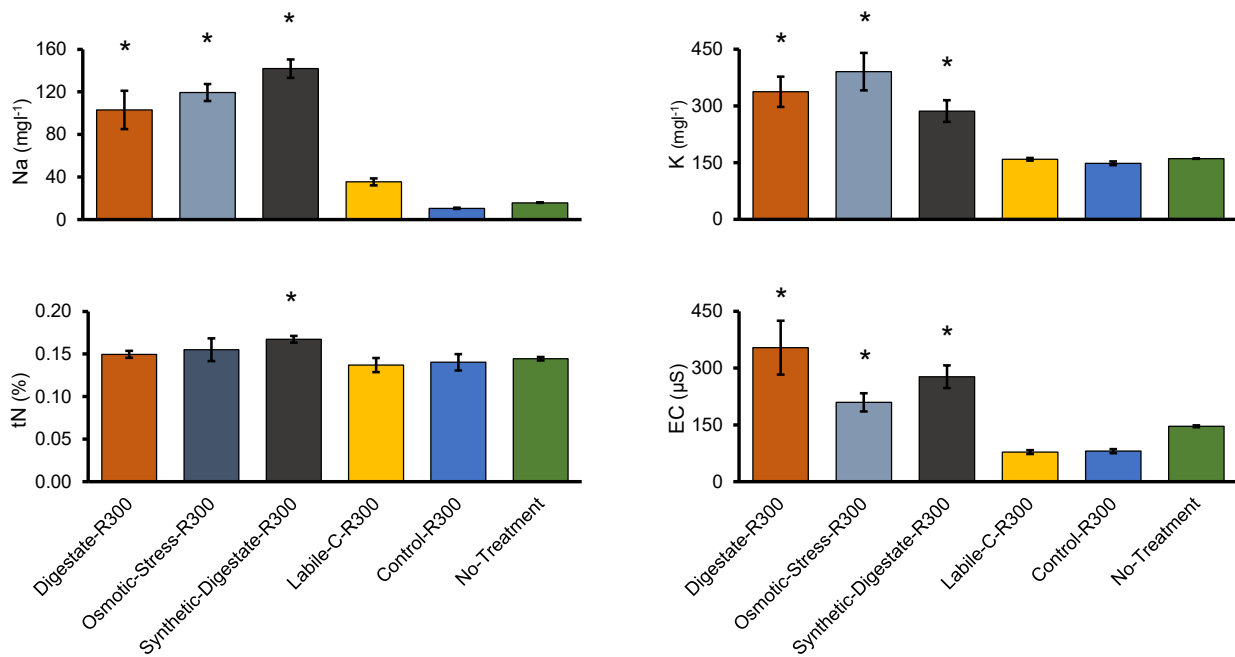 *
*
*
160
120
80
40
0
Na (mgl-1)
*
*
*
450
300
150
0
K (mgl-1)
*
0.20
0.15
0.10
0.05
0.00
tN (%)
*
*
*
450
300
150
0
EC (µS)
Digestate-R300
Osmotic-Stress-R300
Synthetic-Digestate-R300
Labile-C-R300
Control-R300
No-Treatment
Digestate-R300
Osmotic-Stress-R300
Synthetic-Digestate-R300
Labile-C-R300
Control-R300
No-Treatment